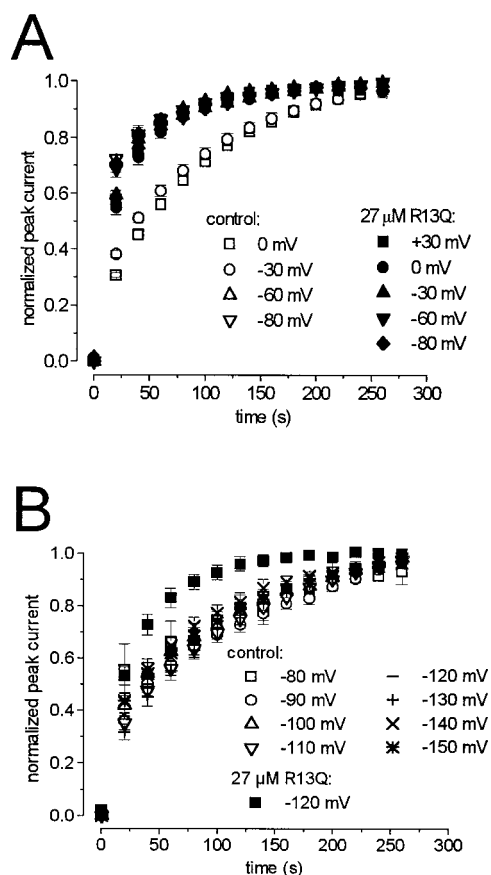 A
normalized peak current
1.0
0.8
0.6
0.4
0.2
0.0
control:
0 mV
-30 mV
-60 mV
-80 mV
27 μM R13Q:
+30 mV
0 mV
-30 mV
-60 mV
-80 mV
0 50 100 150 200 250 300
time (s)
B
normalized peak current
1.0
0.8
0.6
0.4
0.2
0.0
control:
-80 mV
-90 mV
-100 mV
-110 mV
-120 mV
-130 mV
-140 mV
-150 mV
27 μM R13Q:
-120 mV
0 50 100 150 200 250 300
time (s)